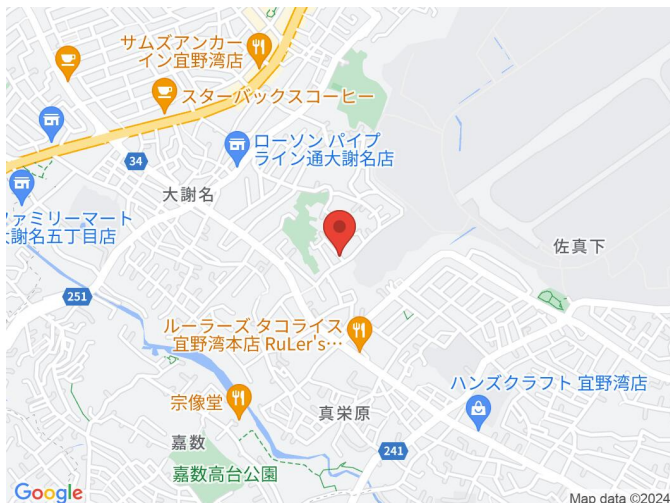 サムズアンカー
イン宜野湾店
スターバックスコーヒー
ローソン パイプ
ライン通大謝名店
34
大謝名
ファミリーマート
大謝名五丁目店
佐真下
251
ルーラーズ タコライス
宜野湾本店 RuLer's…
ハンズクラフト 宜野湾店
宗像堂
真栄原
嘉数
241
嘉数高台公園
Google
Map data ©2024